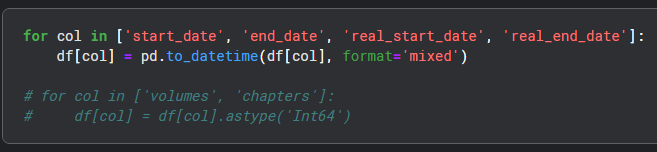 for col in ['start_date', 'end_date', 'real_start_date', 'real_end_date']:
    df[col] = pd.to_datetime(df[col], format='mixed')

# for col in ['volumes', 'chapters']:
#     df[col] = df[col].astype('Int64')